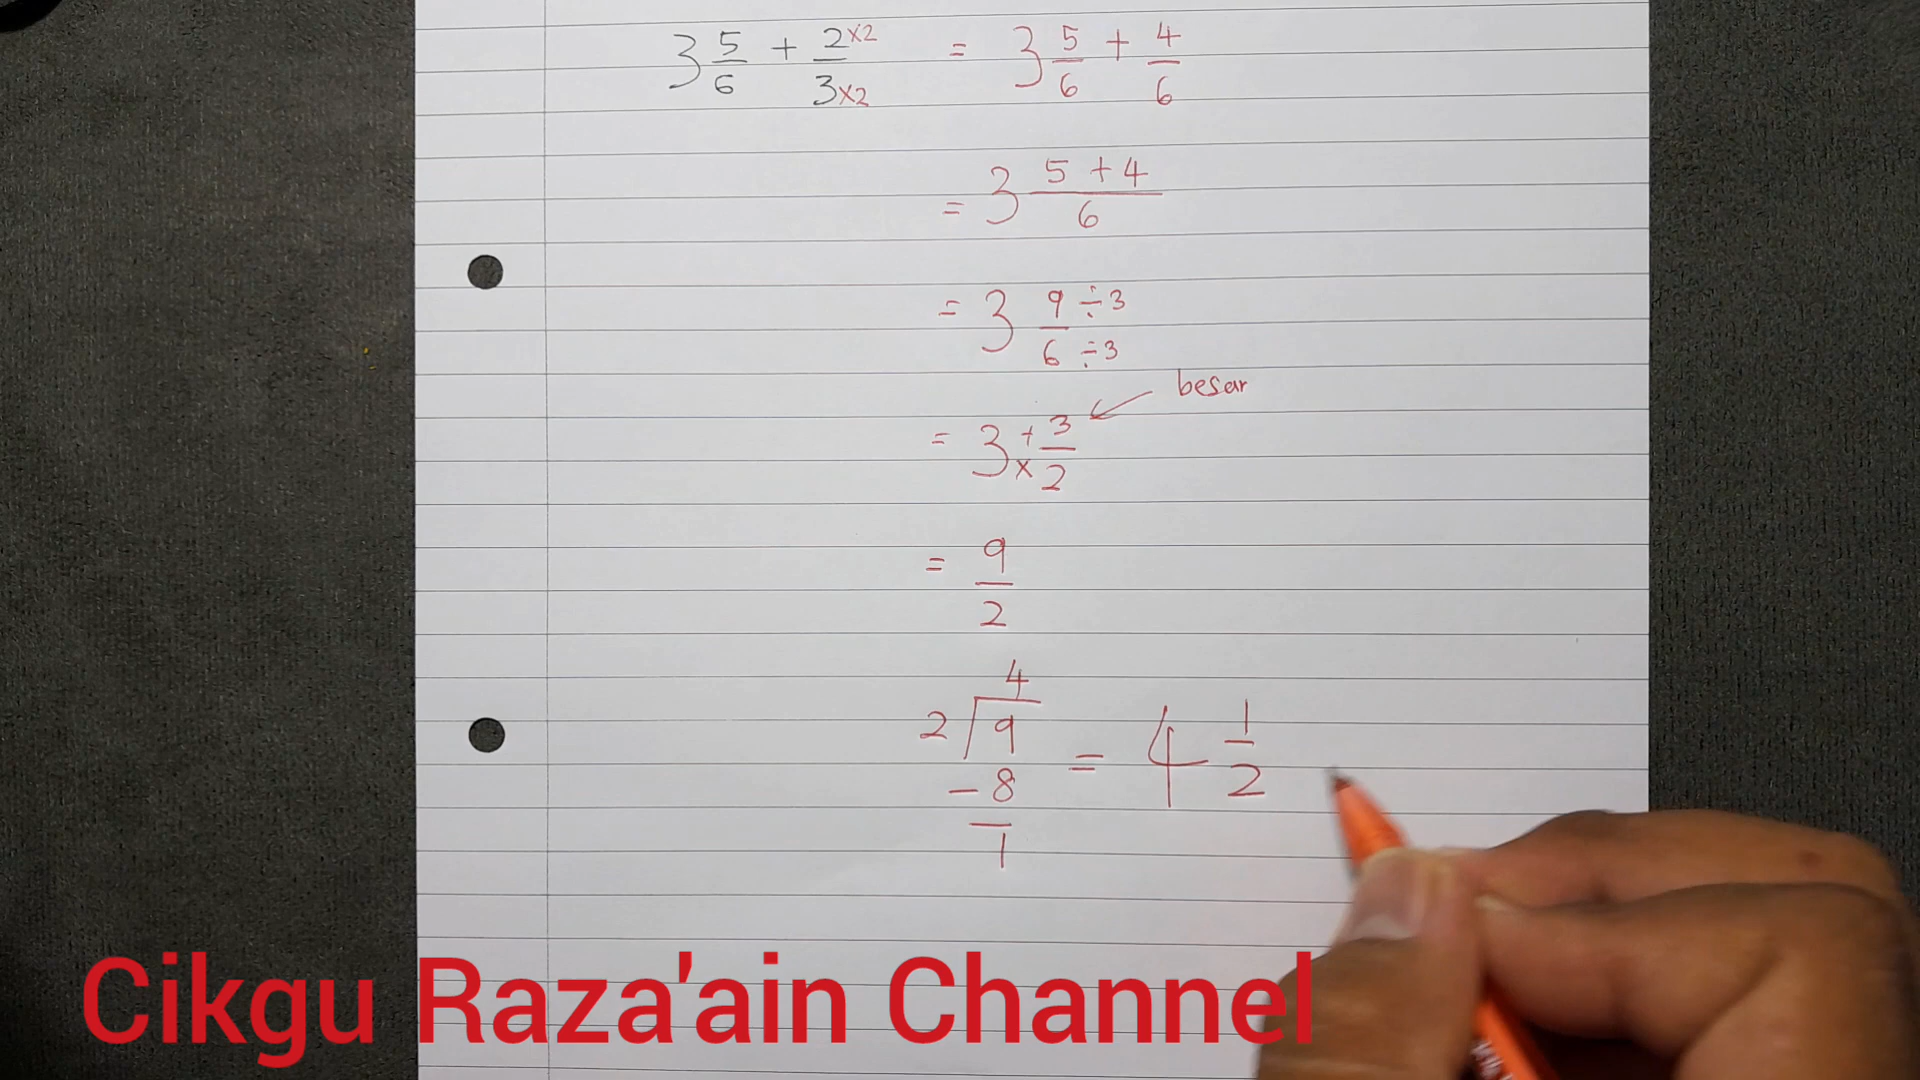 3 5/6 + 2×2/3×2 = 3 5/6 + 4/6
= 3 5+4/6
= 3 9÷3/6÷3
besar
= 3 + × 3/2
= 9/2
4
2 9 = 4 1/2
- 8
1
Cikgu Raza'ain Channel